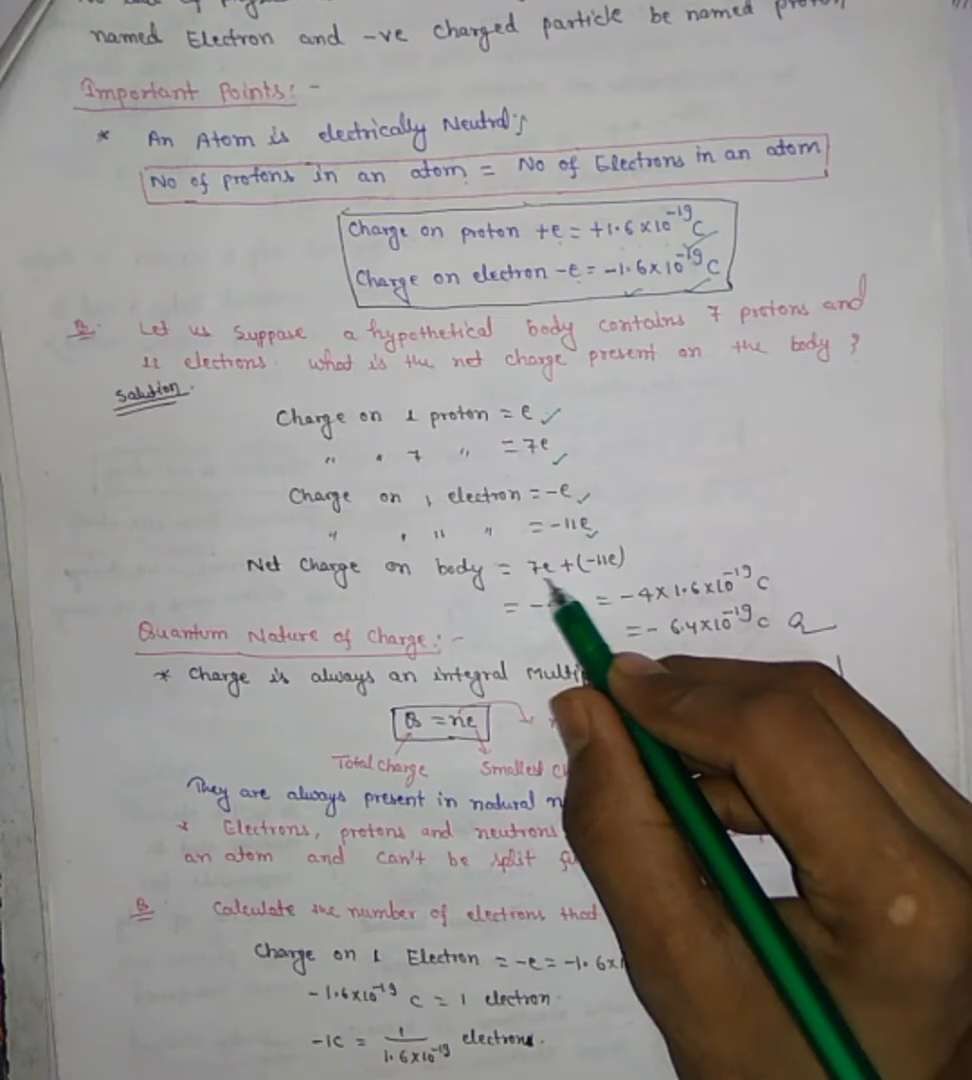 named Electron and -ve charged particle be named proton
Important Points: -
* An Atom is electrically Neutral ;
No of protons in an atom = No of Electrons in an atom
Charge on proton +e = +1.6 x 10^-19 C
Charge on electron -e = -1.6 x 10^-19 C
Q. Let us suppose a hypothetical body contains 7 protons and
11 electrons. what is the net charge present on the body ?
Solution.
Charge on 1 proton = e
" " 7 " = 7e
Charge on 1 electron = -e
" " 11 " = -11e
Net Charge on body = 7e + (-11e)
= - = -4 x 1.6 x 10^-19 C
= - 6.4 x 10^-19 C
Quantum Nature of Charge : -
* Charge is always an integral
Q = ne
Total charge Smallest
They are always present in natural
* Electrons, protons and neutrons
an atom and can't be split
Q Calculate the number of electrons that
Charge on 1 Electron = -e = -1.6 x
-1.6 x 10^-19 C = 1 electron.
-1C = 1 / 1.6 x 10^-19 electrons.